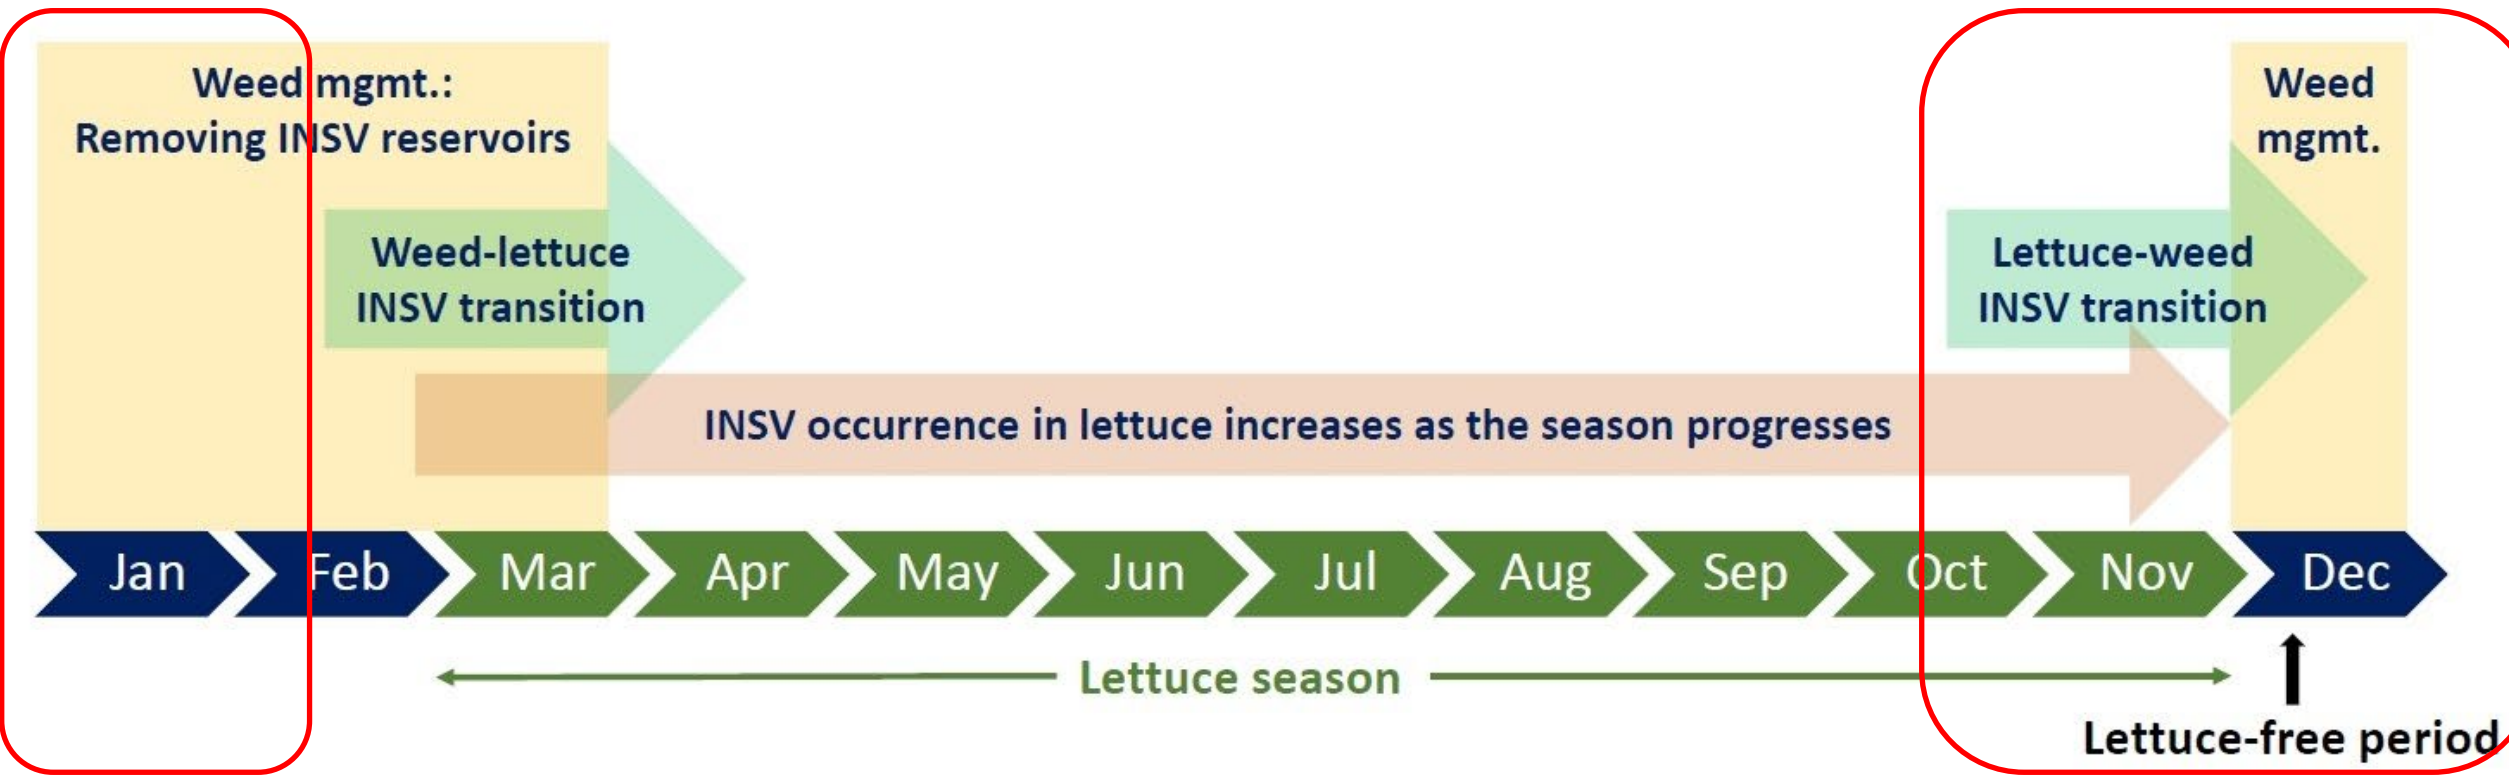 Weed mgmt.:
Removing INSV reservoirs
Weed
mgmt.
Weed-lettuce
INSV transition
Lettuce-weed
INSV transition
INSV occurrence in lettuce increases as the season progresses
Jan Feb Mar Apr May Jun Jul Aug Sep Oct Nov Dec
Lettuce season
Lettuce-free period